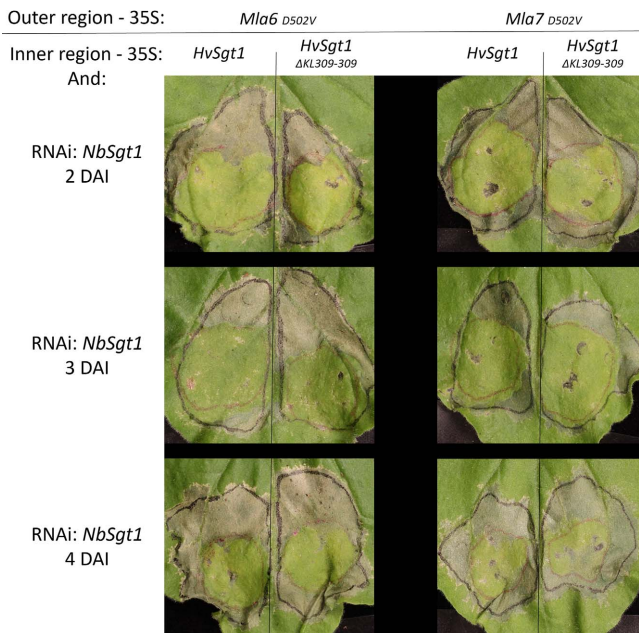 Outer region - 35S: Mla6 D502V Mla7 D502V
Inner region - 35S: HvSgt1 HvSgt1 HvSgt1 HvSgt1
And: ΔKL309-309 ΔKL309-309
RNAi: NbSgt1
2 DAI
RNAi: NbSgt1
3 DAI
RNAi: NbSgt1
4 DAI